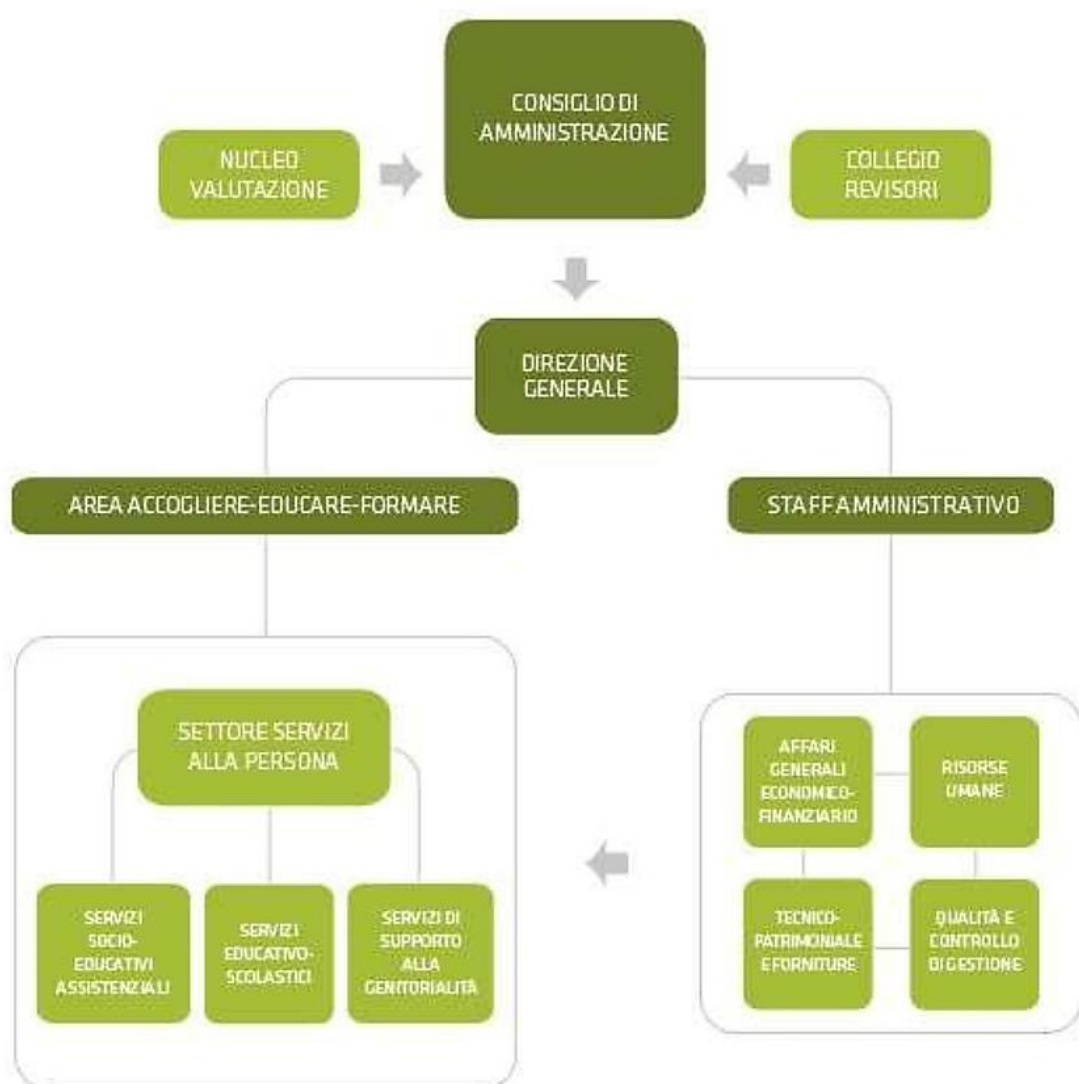 CONSIGLIO DI
AMMINISTRAZIONE
NUCLEO
VALUTAZIONE
COLLEGIO
REVISORI
DIREZIONE
GENERALE
AREA ACCOGLIERE-EDUCARE-FORMARE
STAFF AMMINISTRATIVO
SETTORE SERVIZI
ALLA PERSONA
SERVIZI
SOCIO-
EDUCATIVI
ASSISTENZIALI
SERVIZI
EDUCATIVO-
SCOLASTICI
SERVIZI DI
SUPPORTO
ALLA
GENITORIALITÀ
AFFARI
GENERALI
ECONOMICO-
FINANZIARIO
RISORSE
UMANE
TECNICO-
PATRIMONIALE
E FORNITURE
QUALITÀ E
CONTROLLO
DI GESTIONE